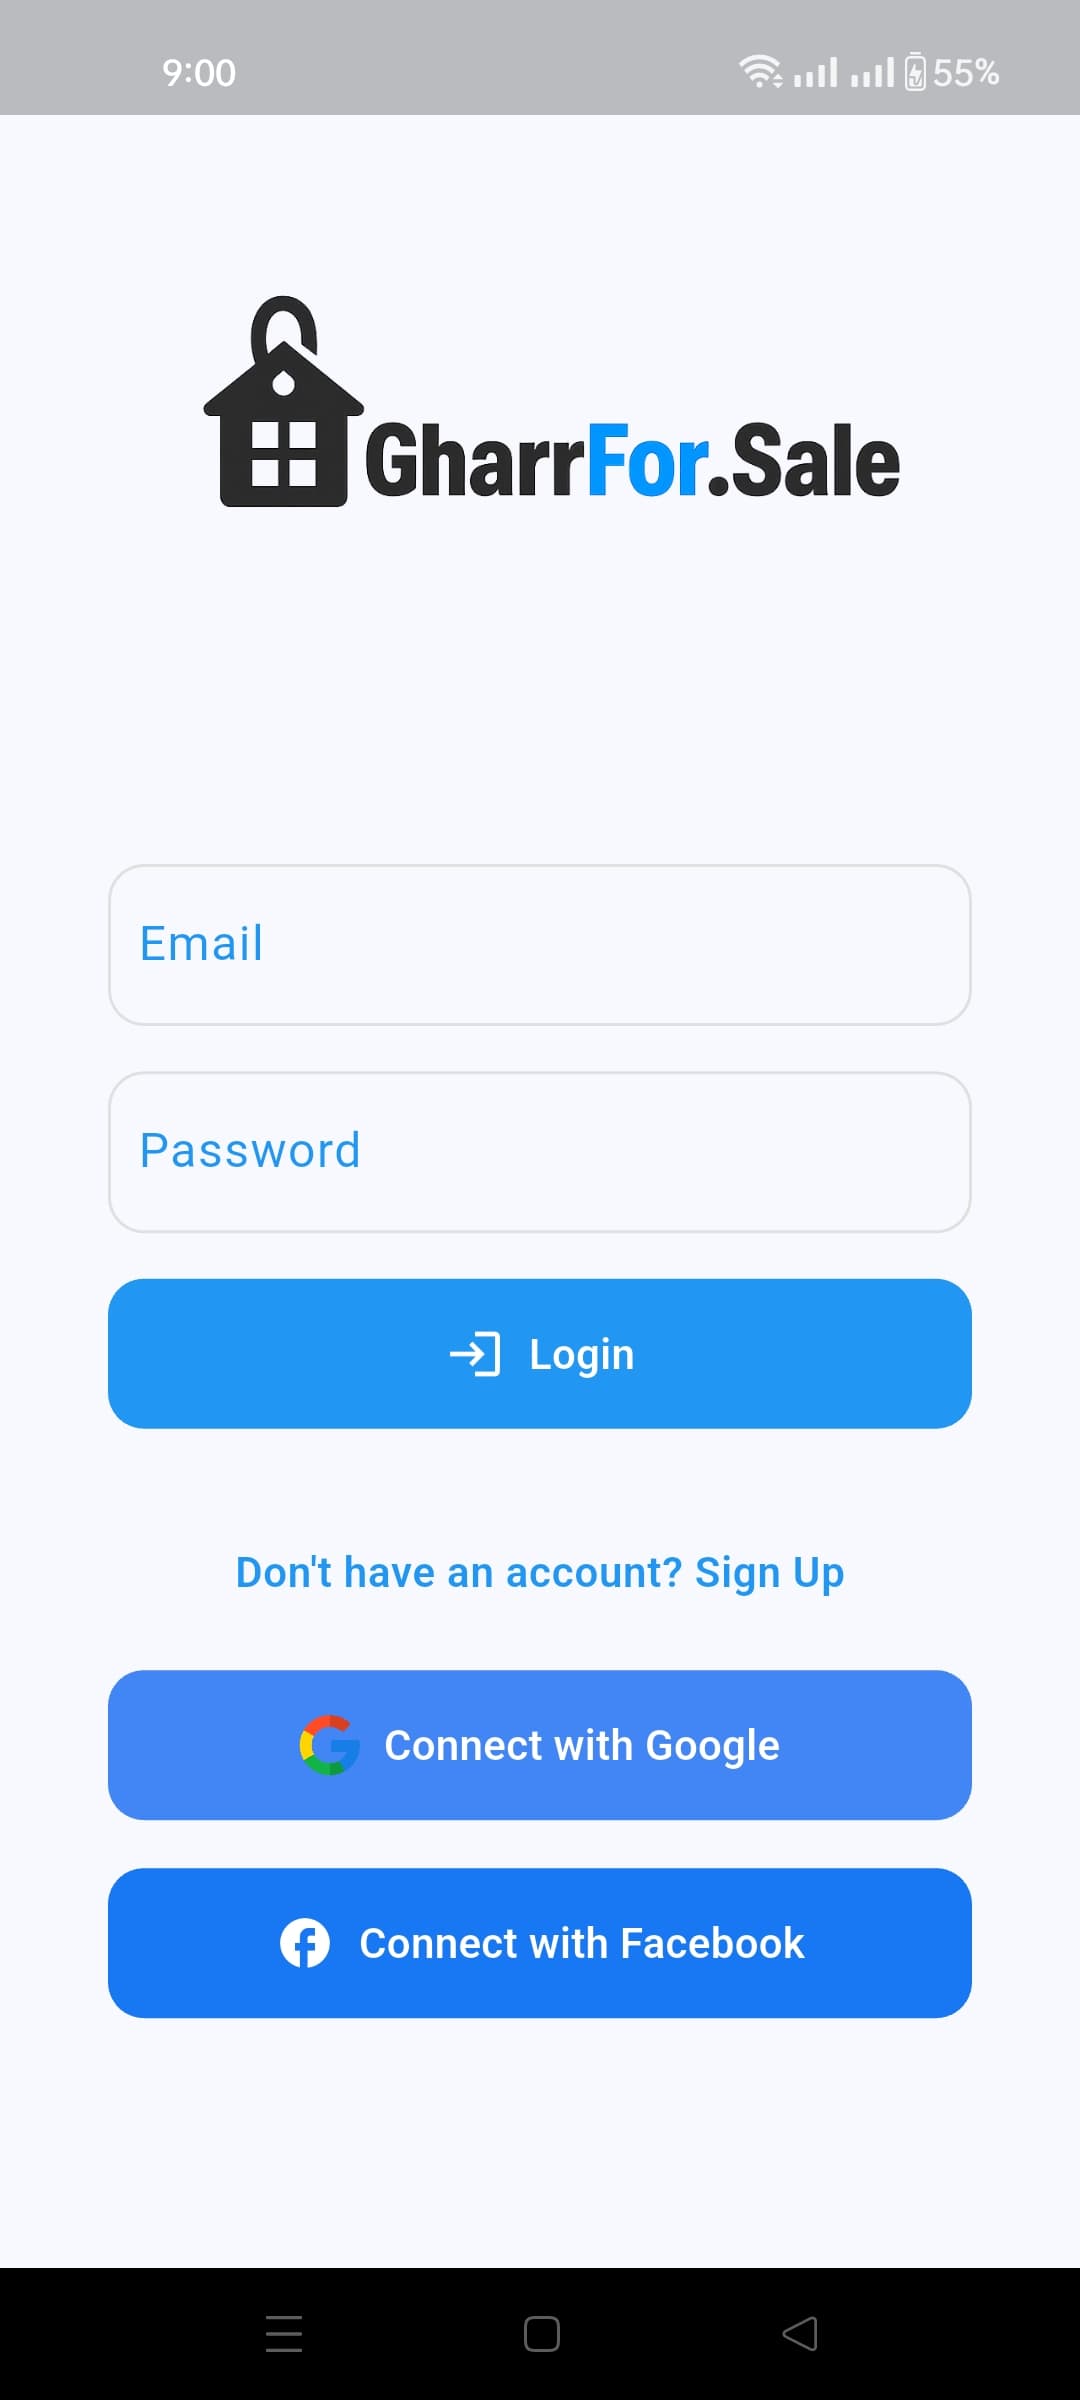 9:00 55%
GharrFor.Sale
Email
Password
Login
Don't have an account? Sign Up
Connect with Google
Connect with Facebook